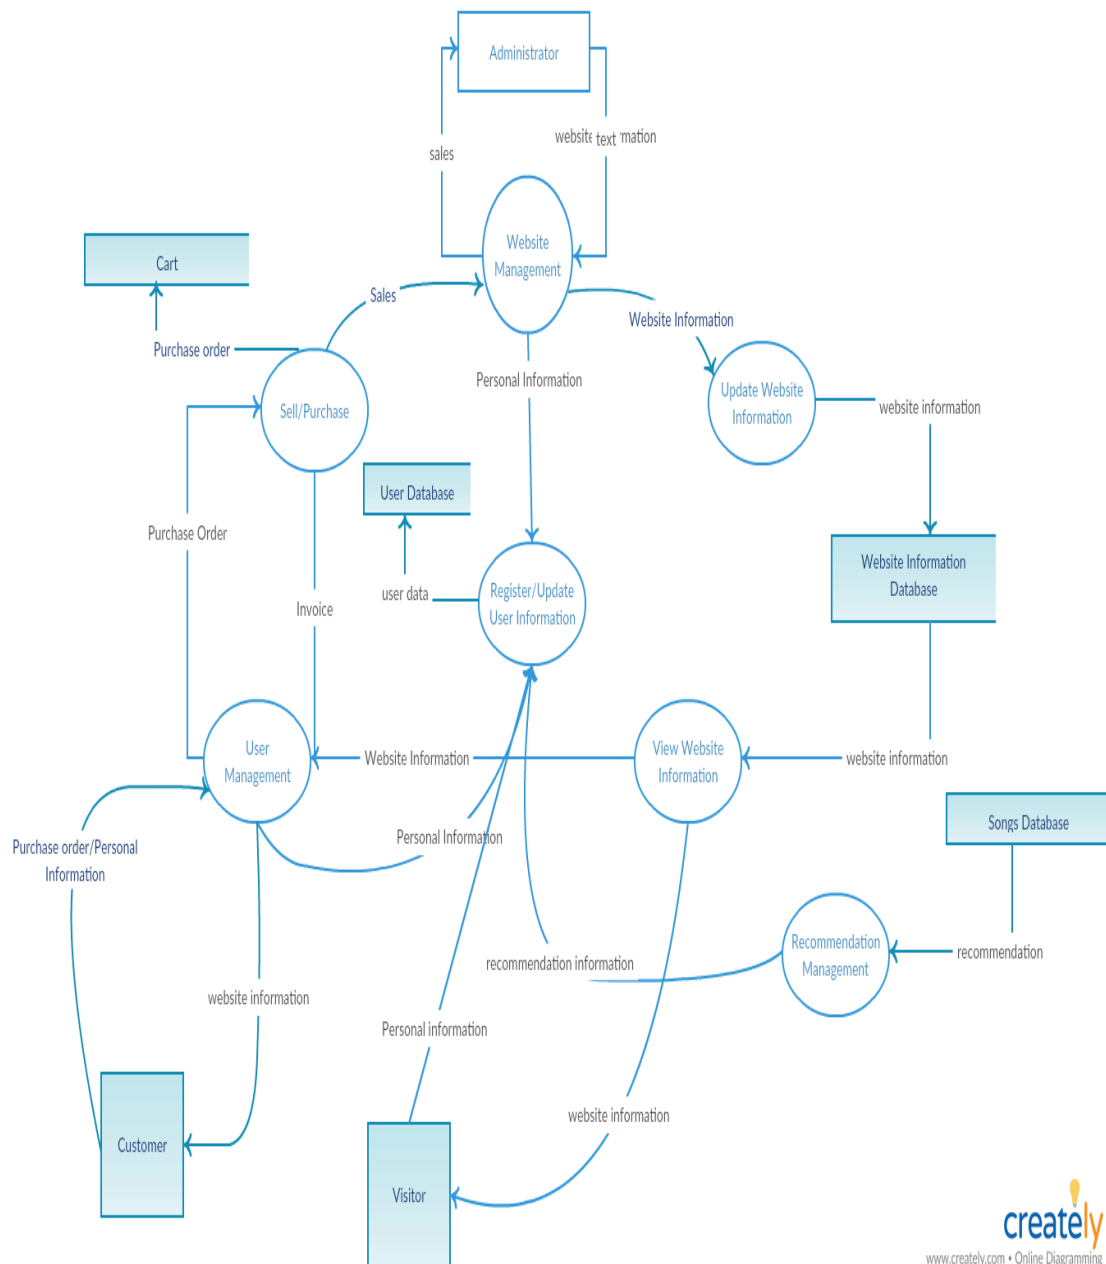 Administrator
website
text
mation
sales
Website
Management
Cart
Sales
Website Information
Purchase order
Personal Information
Update Website
Information
Sell/Purchase
website information
User Database
Purchase Order
Website Information
Database
user data
Register/Update
User Information
Invoice
User
Management
Website Information
View Website
Information
website information
Songs Database
Personal Information
Purchase order/Personal
Information
Recommendation
Management
recommendation
recommendation information
website information
Personal information
website information
Customer
Visitor
creately
www.creately.com • Online Diagramming